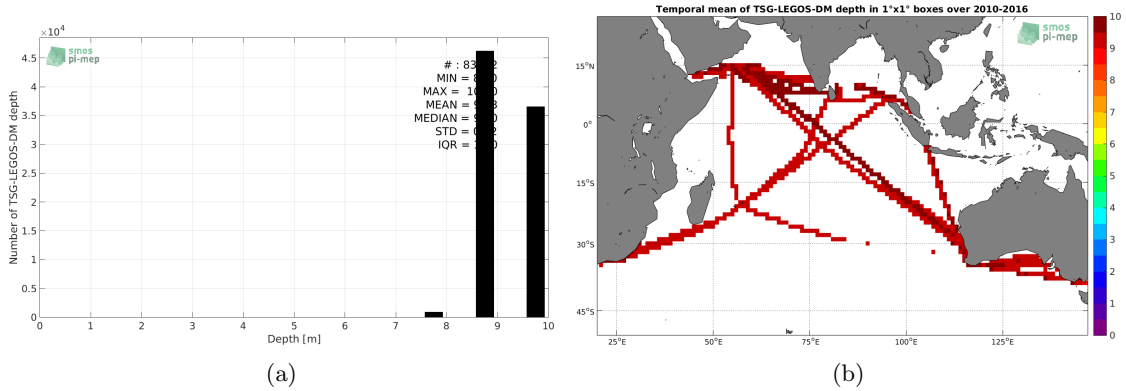 ×10⁴
smos
pi-mep
4.5
4
3.5
3
2.5
2
1.5
1
0.5
0
Number of TSG-LEGOS-DM depth
# : 83
MIN =
MAX =
MEAN =
MEDIAN =
STD =
IQR =
0 1 2 3 4 5 6 7 8 9 10
Depth [m]
(a)
Temporal mean of TSG-LEGOS-DM depth in 1°x1° boxes over 2010-2016
smos
pi-mep
15°N
0°
15°S
30°S
45°S
25°E 50°E 75°E 100°E 125°E
10
9
8
7
6
5
4
3
2
1
0
(b)